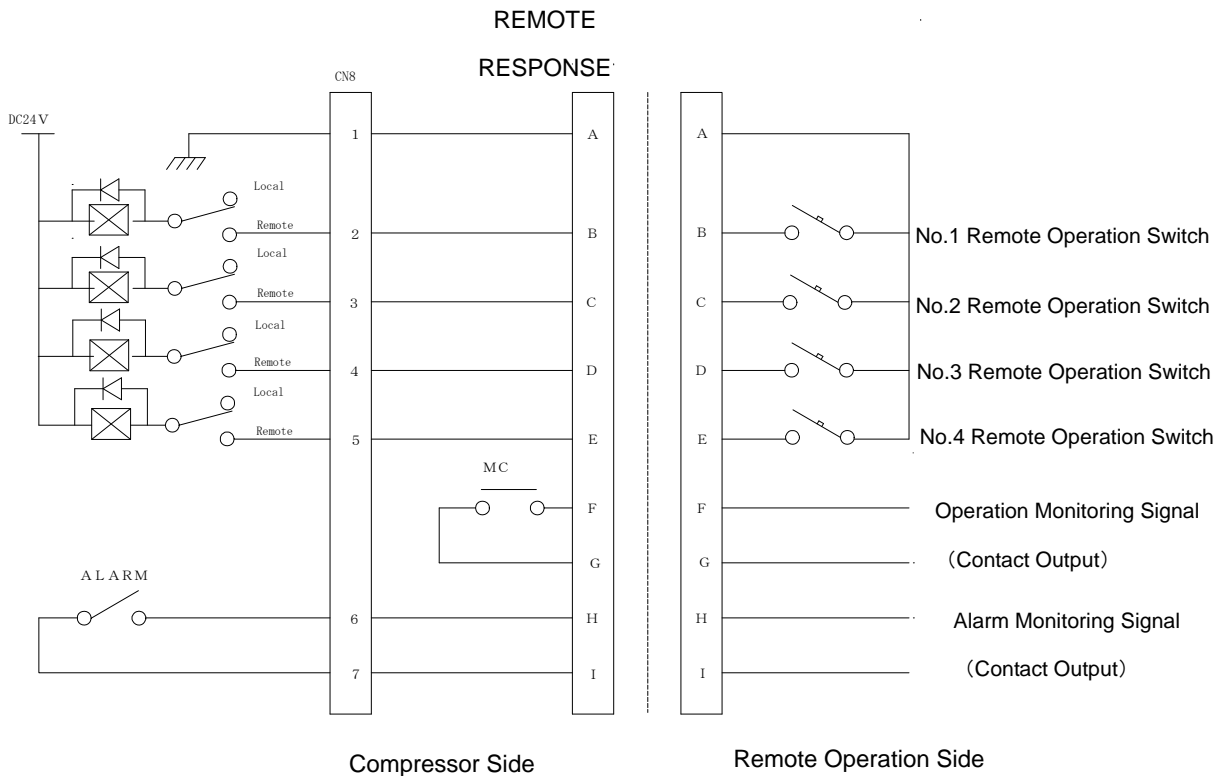 REMOTE
RESPONSE
CN8
DC24V
1
A
A
Local
Remote
2
B
B
No.1 Remote Operation Switch
Local
Remote
3
C
C
No.2 Remote Operation Switch
Local
Remote
4
D
D
No.3 Remote Operation Switch
Local
Remote
5
E
E
No.4 Remote Operation Switch
MC
F
F
Operation Monitoring Signal
G
G
（Contact Output）
ALARM
6
H
H
Alarm Monitoring Signal
7
I
I
（Contact Output）
Compressor Side
Remote Operation Side